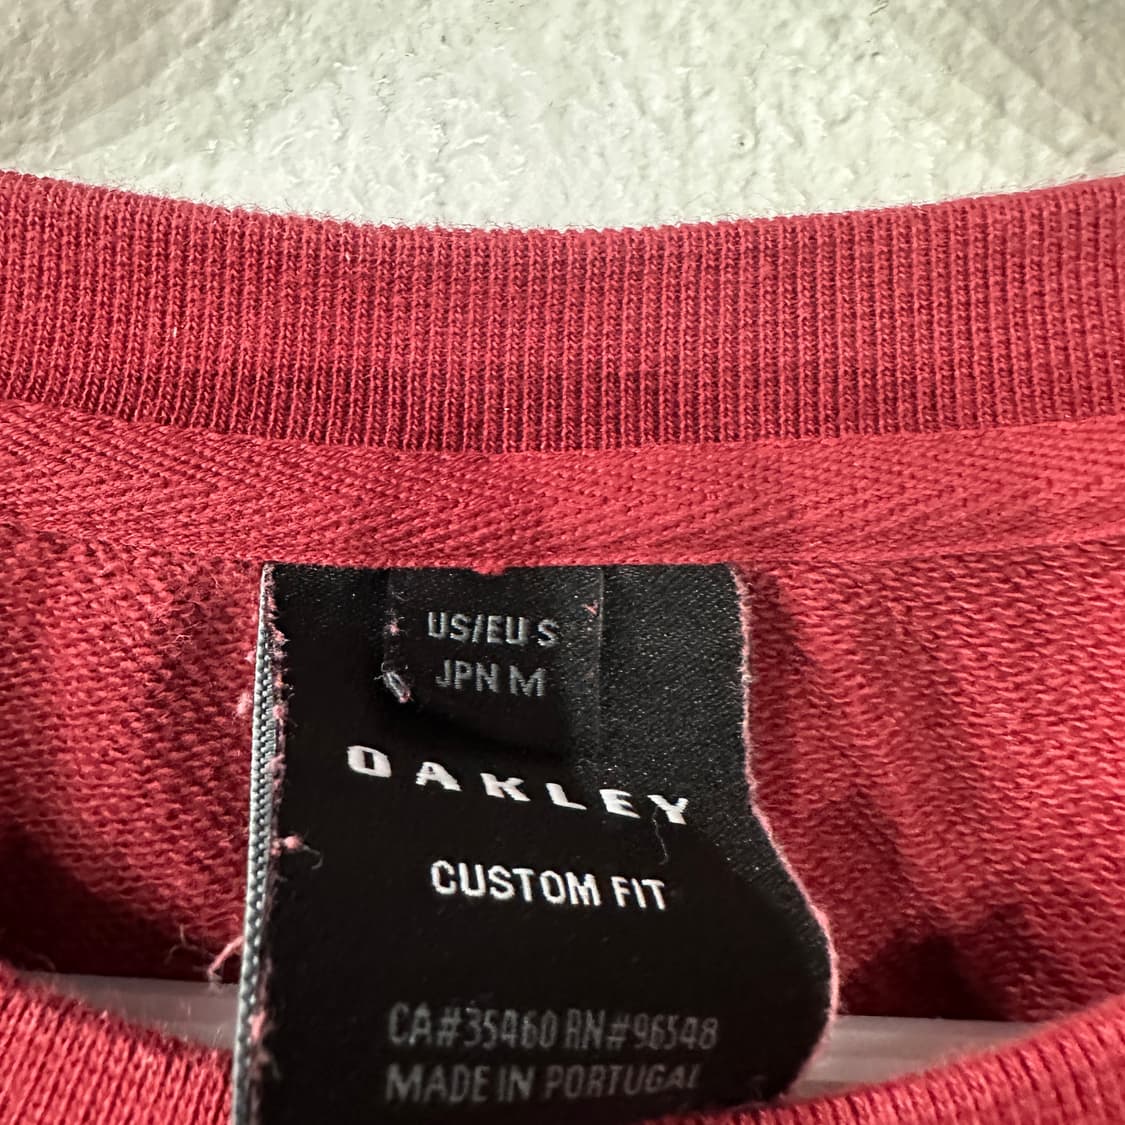 US/EU S
JPN M
OAKLEY
CUSTOM FIT
CA#35460 RN#96548
MADE IN PORTUGAL